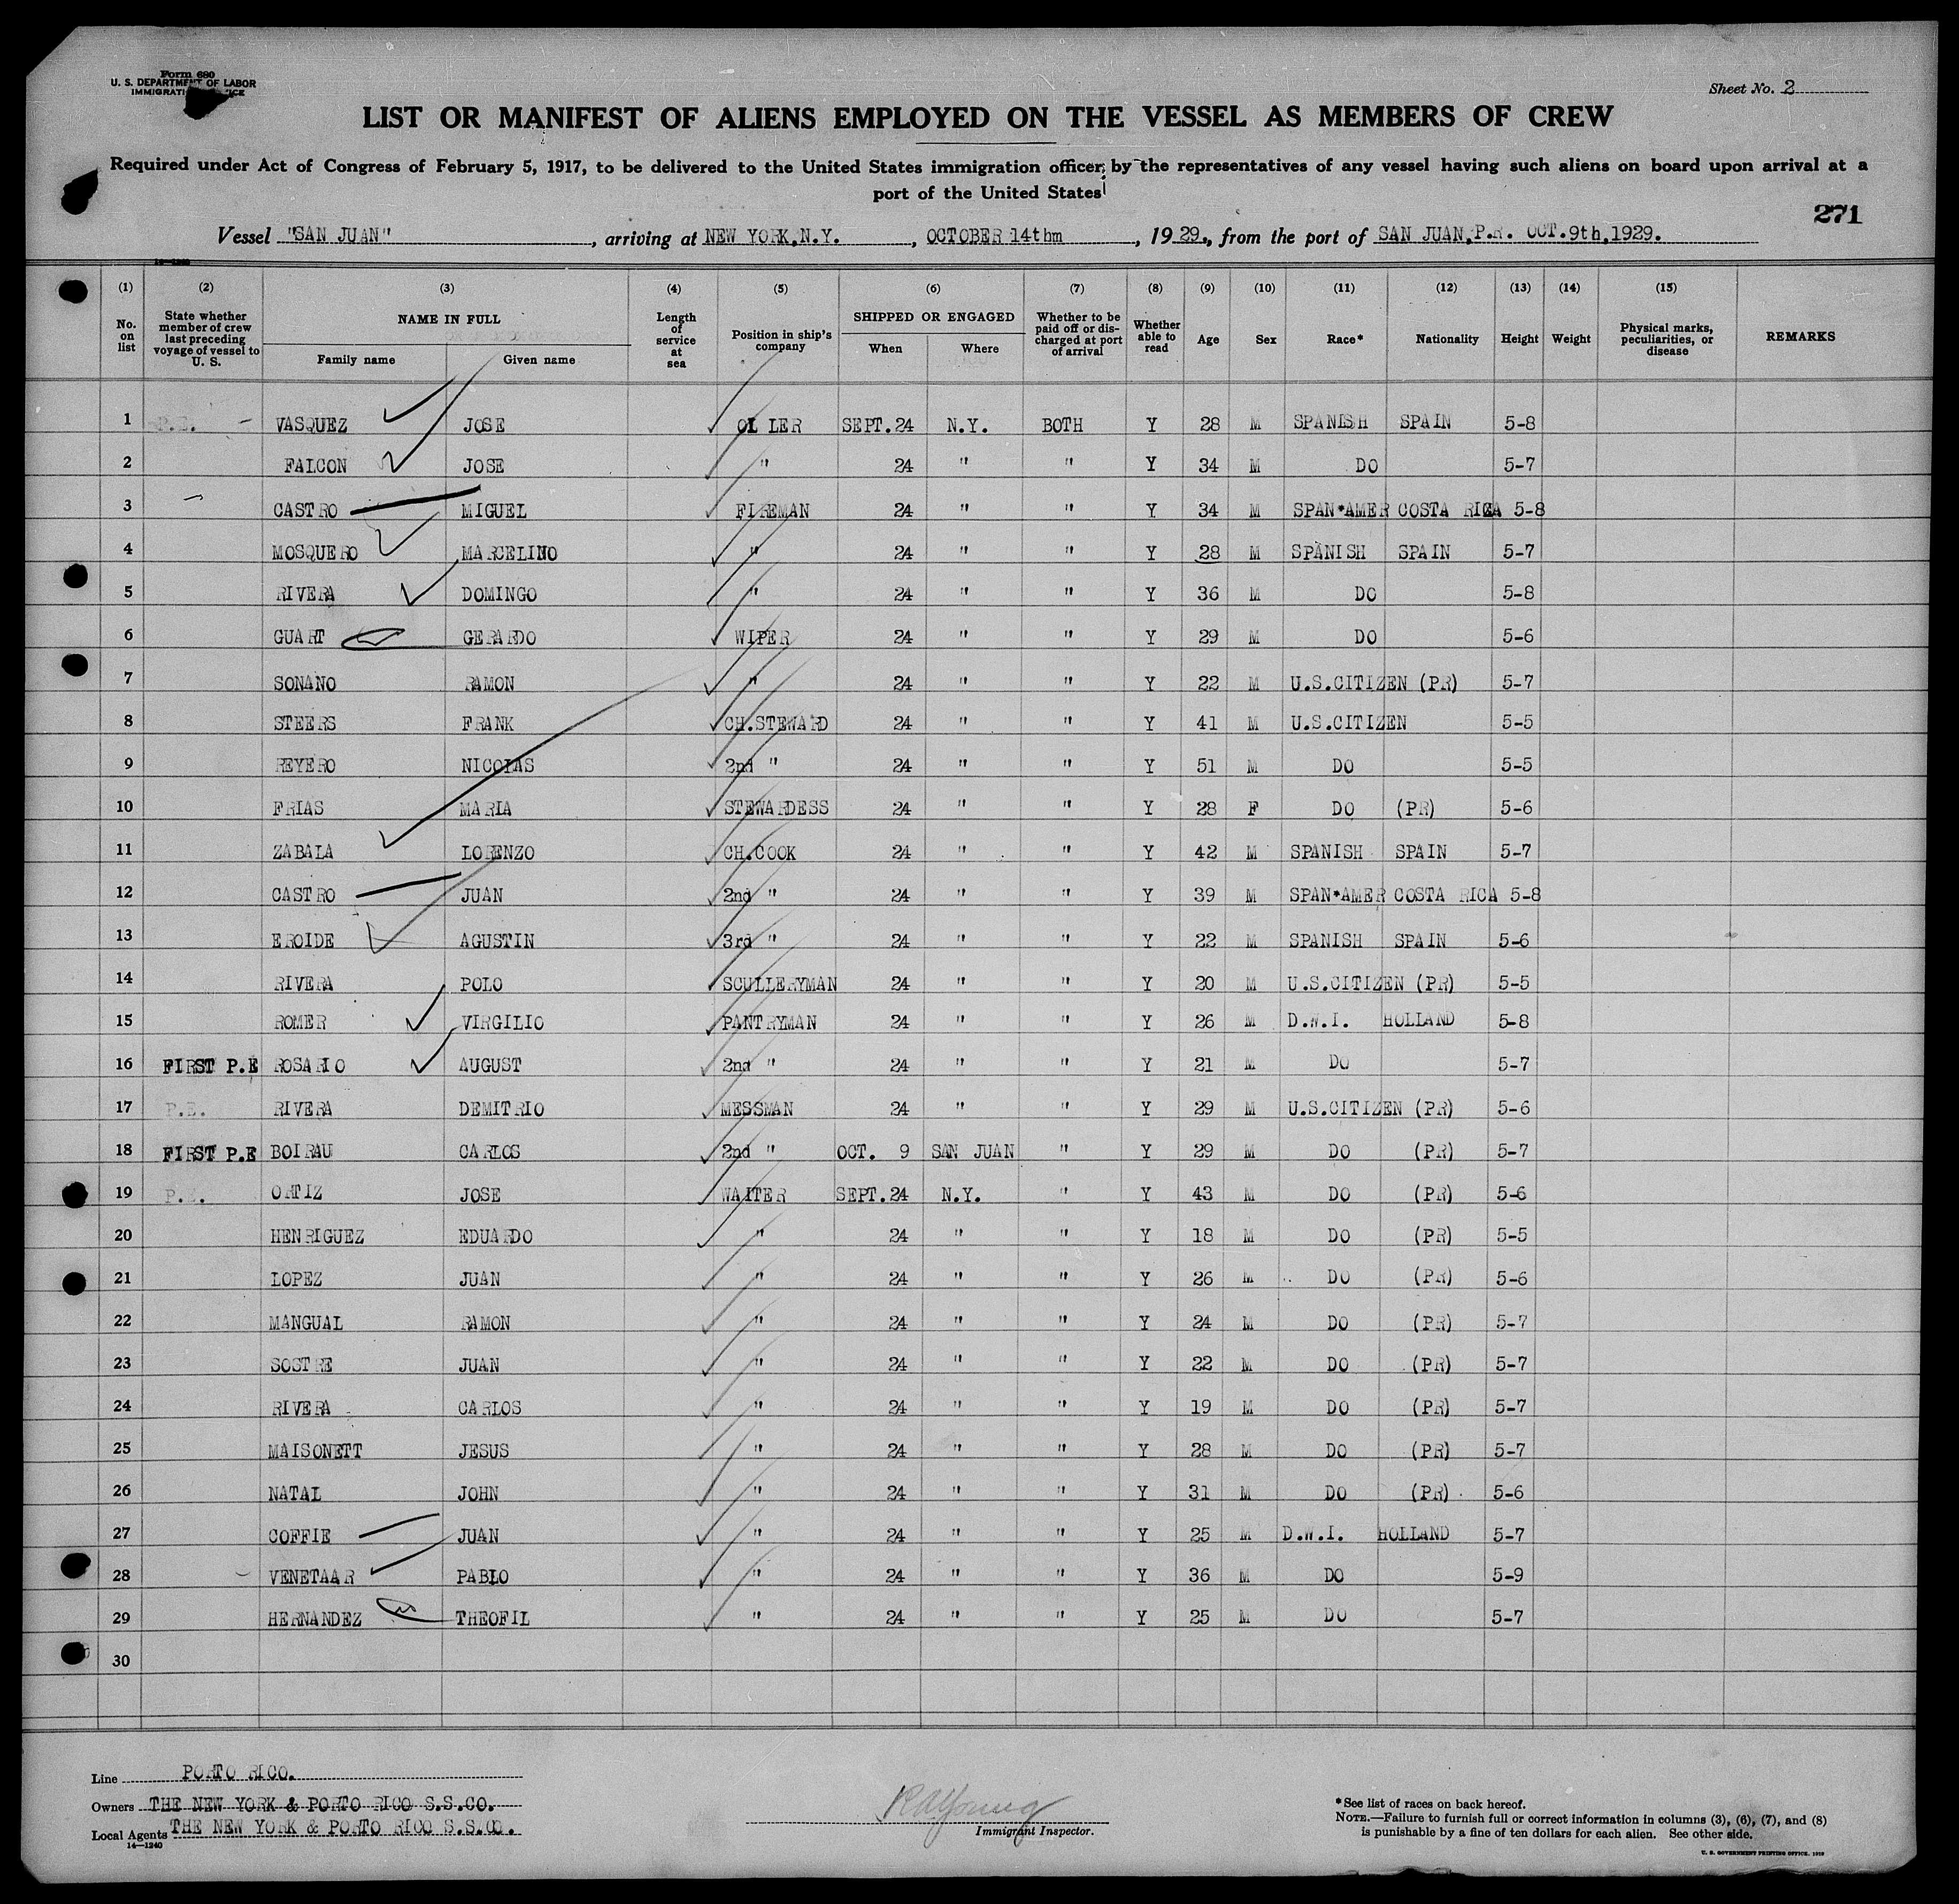 Form 680
U. S. DEPARTMENT OF LABOR
IMMIGRATION SERVICE
Sheet No. 2
LIST OR MANIFEST OF ALIENS EMPLOYED ON THE VESSEL AS MEMBERS OF CREW
Required under Act of Congress of February 5, 1917, to be delivered to the United States immigration officer by the representatives of any vessel having such aliens on board upon arrival at a
port of the United States
271
Vessel "SAN JUAN", arriving at NEW YORK,N.Y., OCTOBER 14thm, 1929., from the port of SAN JUAN,P.R. OCT.9th,1929.
(1) (2) (3) (4) (5) (6) (7) (8) (9) (10) (11) (12) (13) (14) (15)
No. on list State whether member of crew last preceding voyage of vessel to U. S. NAME IN FULL Family name Given name Length of service at sea Position in ship's company SHIPPED OR ENGAGED When Where Whether to be paid off or discharged at port of arrival Whether able to read Age Sex Race* Nationality Height Weight Physical marks, peculiarities, or disease REMARKS
1 P.E. VASQUEZ JOSE OILER SEPT.24 N.Y. BOTH Y 28 M SPANISH SPAIN 5-8
2 FALCON JOSE " 24 " " Y 34 M DO 5-7
3 CASTRO MIGUEL FIREMAN 24 " " Y 34 M SPAN*AMER COSTA RICA 5-8
4 MOSQUERO MARCELINO " 24 " " Y 28 M SPANISH SPAIN 5-7
5 RIVERA DOMINGO " 24 " " Y 36 M DO 5-8
6 GUART GERARDO WIPER 24 " " Y 29 M DO 5-6
7 SONANO RAMON " 24 " " Y 22 M U.S.CITIZEN (PR) 5-7
8 STEERS FRANK CH.STEWARD 24 " " Y 41 M U.S.CITIZEN 5-5
9 REYERO NICOLAS 2nd " 24 " " Y 51 M DO 5-5
10 FRIAS MARIA STEWARDESS 24 " " Y 28 F DO (PR) 5-6
11 ZABALA LORENZO CH.COOK 24 " " Y 42 M SPANISH SPAIN 5-7
12 CASTRO JUAN 2nd " 24 " " Y 39 M SPAN*AMER COSTA RICA 5-8
13 EROIDE AGUSTIN 3rd " 24 " " Y 22 M SPANISH SPAIN 5-6
14 RIVERA POLO SCULLERYMAN 24 " " Y 20 M U.S.CITIZEN (PR) 5-5
15 ROMER VIRGILIO PANTRYMAN 24 " " Y 26 M D.W.I. HOLLAND 5-8
16 FIRST P.E ROSARIO AUGUST 2nd " 24 " " Y 21 M DO 5-7
17 P.E. RIVERA DEMITRIO MESSMAN 24 " " Y 29 M U.S.CITIZEN (PR) 5-6
18 FIRST P.E BOIRAU CARLOS 2nd " OCT. 9 SAN JUAN " Y 29 M DO (PR) 5-7
19 P.E. ORTIZ JOSE WAITER SEPT.24 N.Y. " Y 43 M DO (PR) 5-6
20 HENRIGUEZ EDUARDO " 24 " " Y 18 M DO (PR) 5-5
21 LOPEZ JUAN " 24 " " Y 26 M DO (PR) 5-6
22 MANGUAL RAMON " 24 " " Y 24 M DO (PR) 5-7
23 SOSTRE JUAN " 24 " " Y 22 M DO (PR) 5-7
24 RIVERA CARLOS " 24 " " Y 19 M DO (PR) 5-7
25 MAISONETT JESUS " 24 " " Y 28 M DO (PR) 5-7
26 NATAL JOHN " 24 " " Y 31 M DO (PR) 5-6
27 COFFIE JUAN " 24 " " Y 25 M D.W.I. HOLLAND 5-7
28 VENETAAR PABLO " 24 " " Y 36 M DO 5-9
29 HERNANDEZ THEOFIL " 24 " " Y 25 M DO 5-7
30
Line PORTO RICO.
Owners THE NEW YORK & PORTO RICO S.S.CO.
Local Agents THE NEW YORK & PORTO RICO S.S.CO.
14—1240
R A Young
Immigrant Inspector.
*See list of races on back hereof.
NOTE.—Failure to furnish full or correct information in columns (3), (6), (7), and (8)
is punishable by a fine of ten dollars for each alien. See other side.
U. S. GOVERNMENT PRINTING OFFICE.